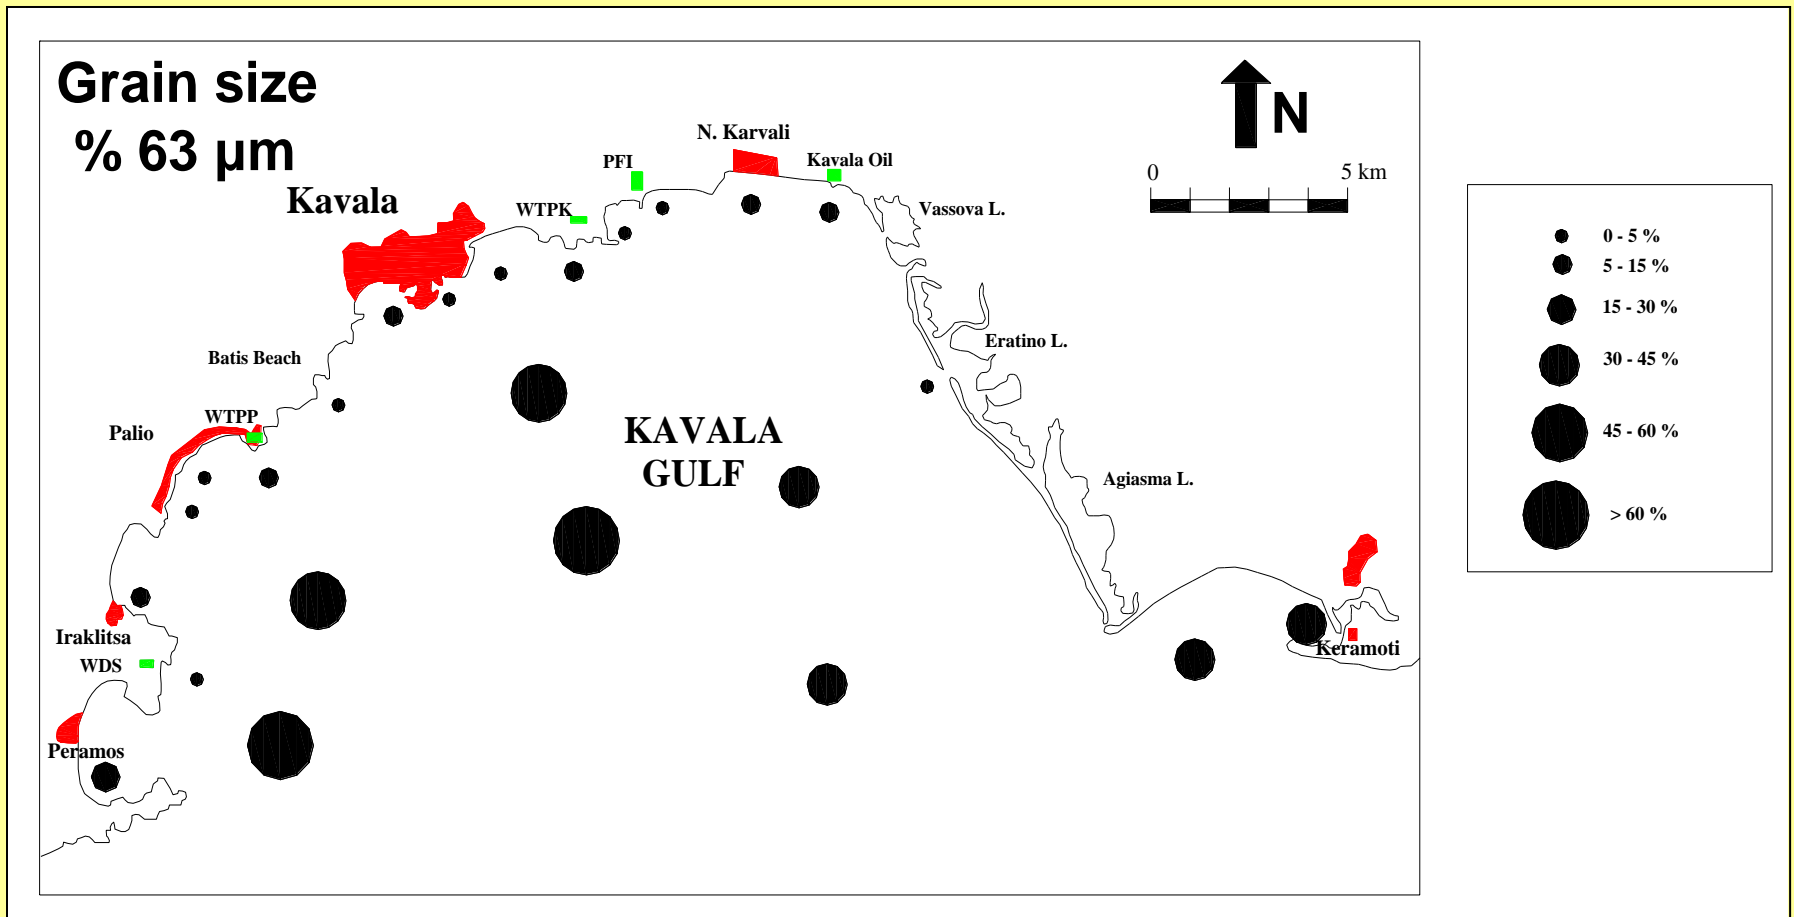 Grain size
% 63 µm
N
0 5 km
N. Karvali
PFI
Kavala Oil
Kavala
WTPK
Vassova L.
Eratino L.
Batis Beach
WTPP
Palio
KAVALA
GULF
Agiasma L.
Iraklitsa
WDS
Keramoti
Peramos
0 - 5 %
5 - 15 %
15 - 30 %
30 - 45 %
45 - 60 %
> 60 %